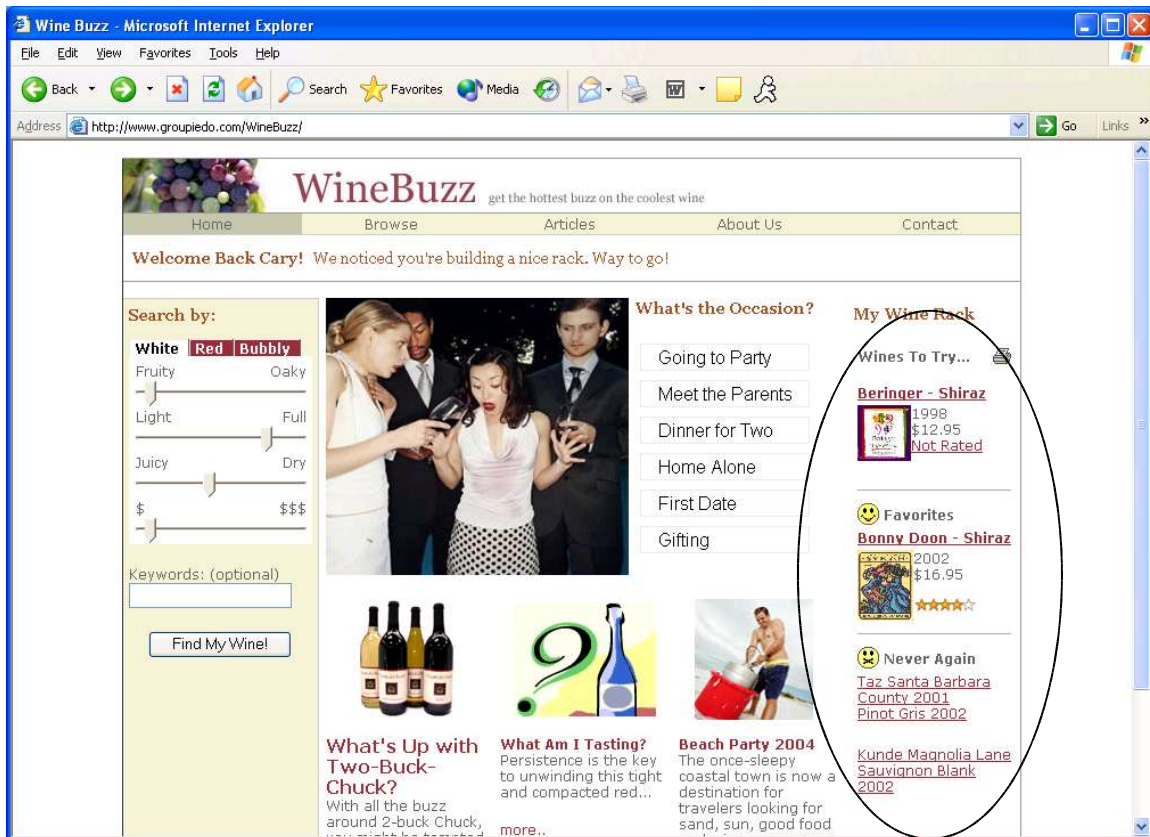 Wine Buzz - Microsoft Internet Explorer
File Edit View Favorites Tools Help
Back Search Favorites Media
Address http://www.groupiedo.com/WineBuzz/ Go Links »
WineBuzz get the hottest buzz on the coolest wine
Home Browse Articles About Us Contact
Welcome Back Cary! We noticed you're building a nice rack. Way to go!
Search by:
White Red Bubbly
Fruity Oaky
Light Full
Juicy Dry
$ $$$
Keywords: (optional)
Find My Wine!
What's the Occasion?
Going to Party
Meet the Parents
Dinner for Two
Home Alone
First Date
Gifting
What's Up with
Two-Buck-
Chuck?
With all the buzz
around 2-buck Chuck,
What Am I Tasting?
Persistence is the key
to unwinding this tight
and compacted red...
more..
Beach Party 2004
The once-sleepy
coastal town is now a
destination for
travelers looking for
sand, sun, good food
My Wine Rack
Wines To Try...
Beringer - Shiraz
1998
$12.95
Not Rated
Favorites
Bonny Doon - Shiraz
2002
$16.95
Never Again
Taz Santa Barbara
County 2001
Pinot Gris 2002
Kunde Magnolia Lane
Sauvignon Blank
2002